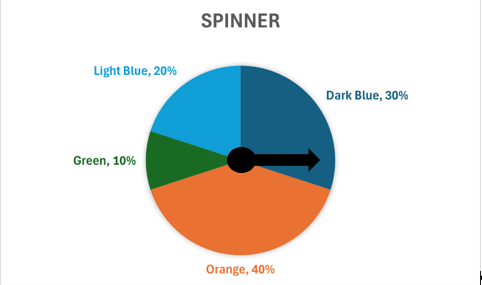 SPINNER
Light Blue, 20%
Dark Blue, 30%
Green, 10%
Orange, 40%